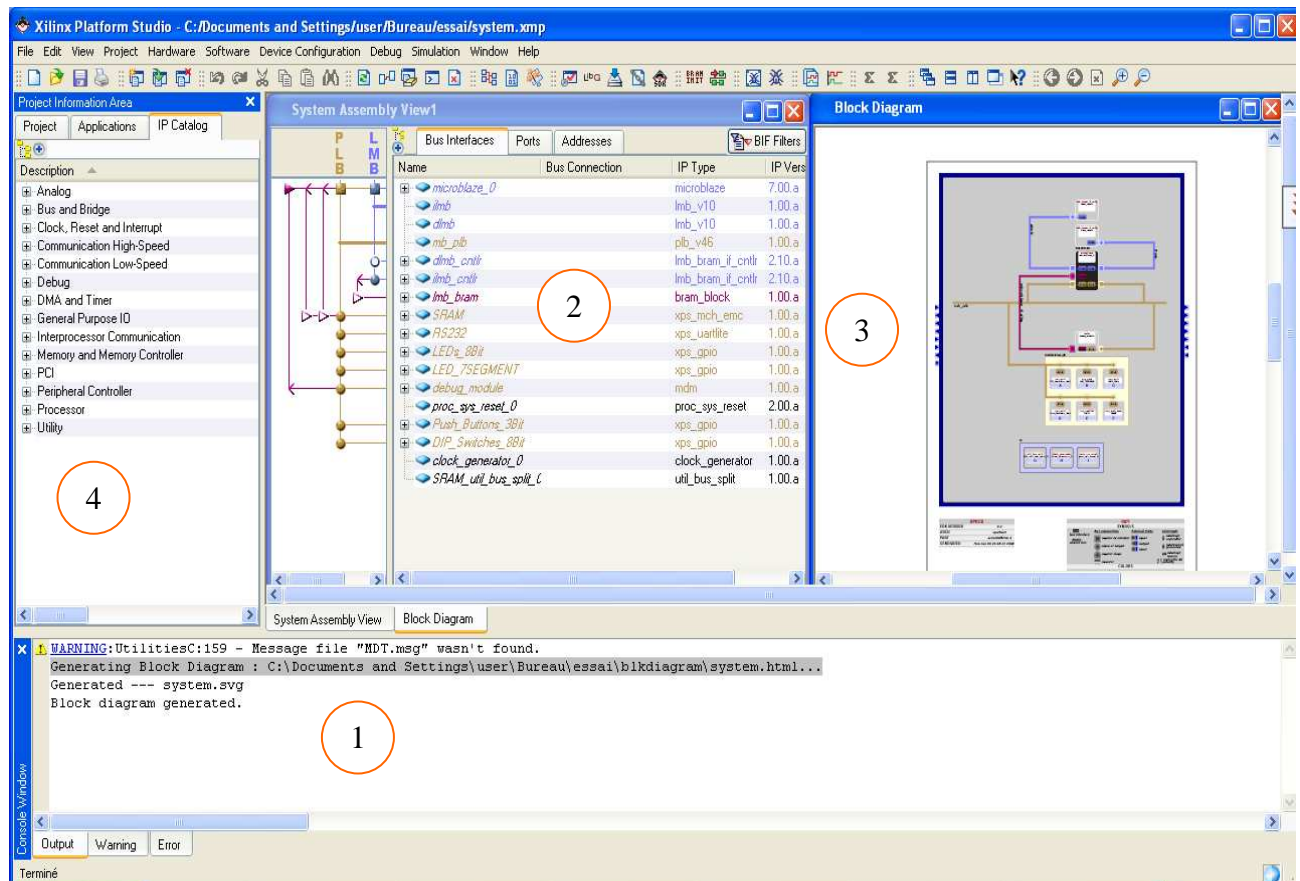 Xilinx Platform Studio - C:/Documents and Settings/user/Bureau/essai/system.xmp
File Edit View Project Hardware Software Device Configuration Debug Simulation Window Help
Project Information Area
Project Applications IP Catalog
Description
Analog
Bus and Bridge
Clock, Reset and Interrupt
Communication High-Speed
Communication Low-Speed
Debug
DMA and Timer
General Purpose IO
Interprocessor Communication
Memory and Memory Controller
PCI
Peripheral Controller
Processor
Utility
4
System Assembly View1
P L
L M
B B
Bus Interfaces Ports Addresses BIF Filters
Name Bus Connection IP Type IP Vers
microblaze_0 microblaze 7.00.a
ilmb lmb_v10 1.00.a
dlmb lmb_v10 1.00.a
mb_plb plb_v46 1.00.a
dlmb_cntlr lmb_bram_if_cntlr 2.10.a
ilmb_cntlr lmb_bram_if_cntlr 2.10.a
lmb_bram bram_block 1.00.a
SRAM xps_mch_emc 1.00.a
RS232 xps_uartlite 1.00.a
LEDs_8Bit xps_gpio 1.00.a
LED_7SEGMENT xps_gpio 1.00.a
debug_module mdm 1.00.a
proc_sys_reset_0 proc_sys_reset 2.00.a
Push_Buttons_3Bit xps_gpio 1.00.a
DIP_Switches_8Bit xps_gpio 1.00.a
clock_generator_0 clock_generator 1.00.a
SRAM_util_bus_split_0 util_bus_split 1.00.a
2
Block Diagram
3
System Assembly View Block Diagram
WARNING:UtilitiesC:159 - Message file "MDT.msg" wasn't found.
Generating Block Diagram : C:\Documents and Settings\user\Bureau\essai\blkdiagram\system.html...
Generated --- system.svg
Block diagram generated.
1
Console Window
Output Warning Error
Terminé